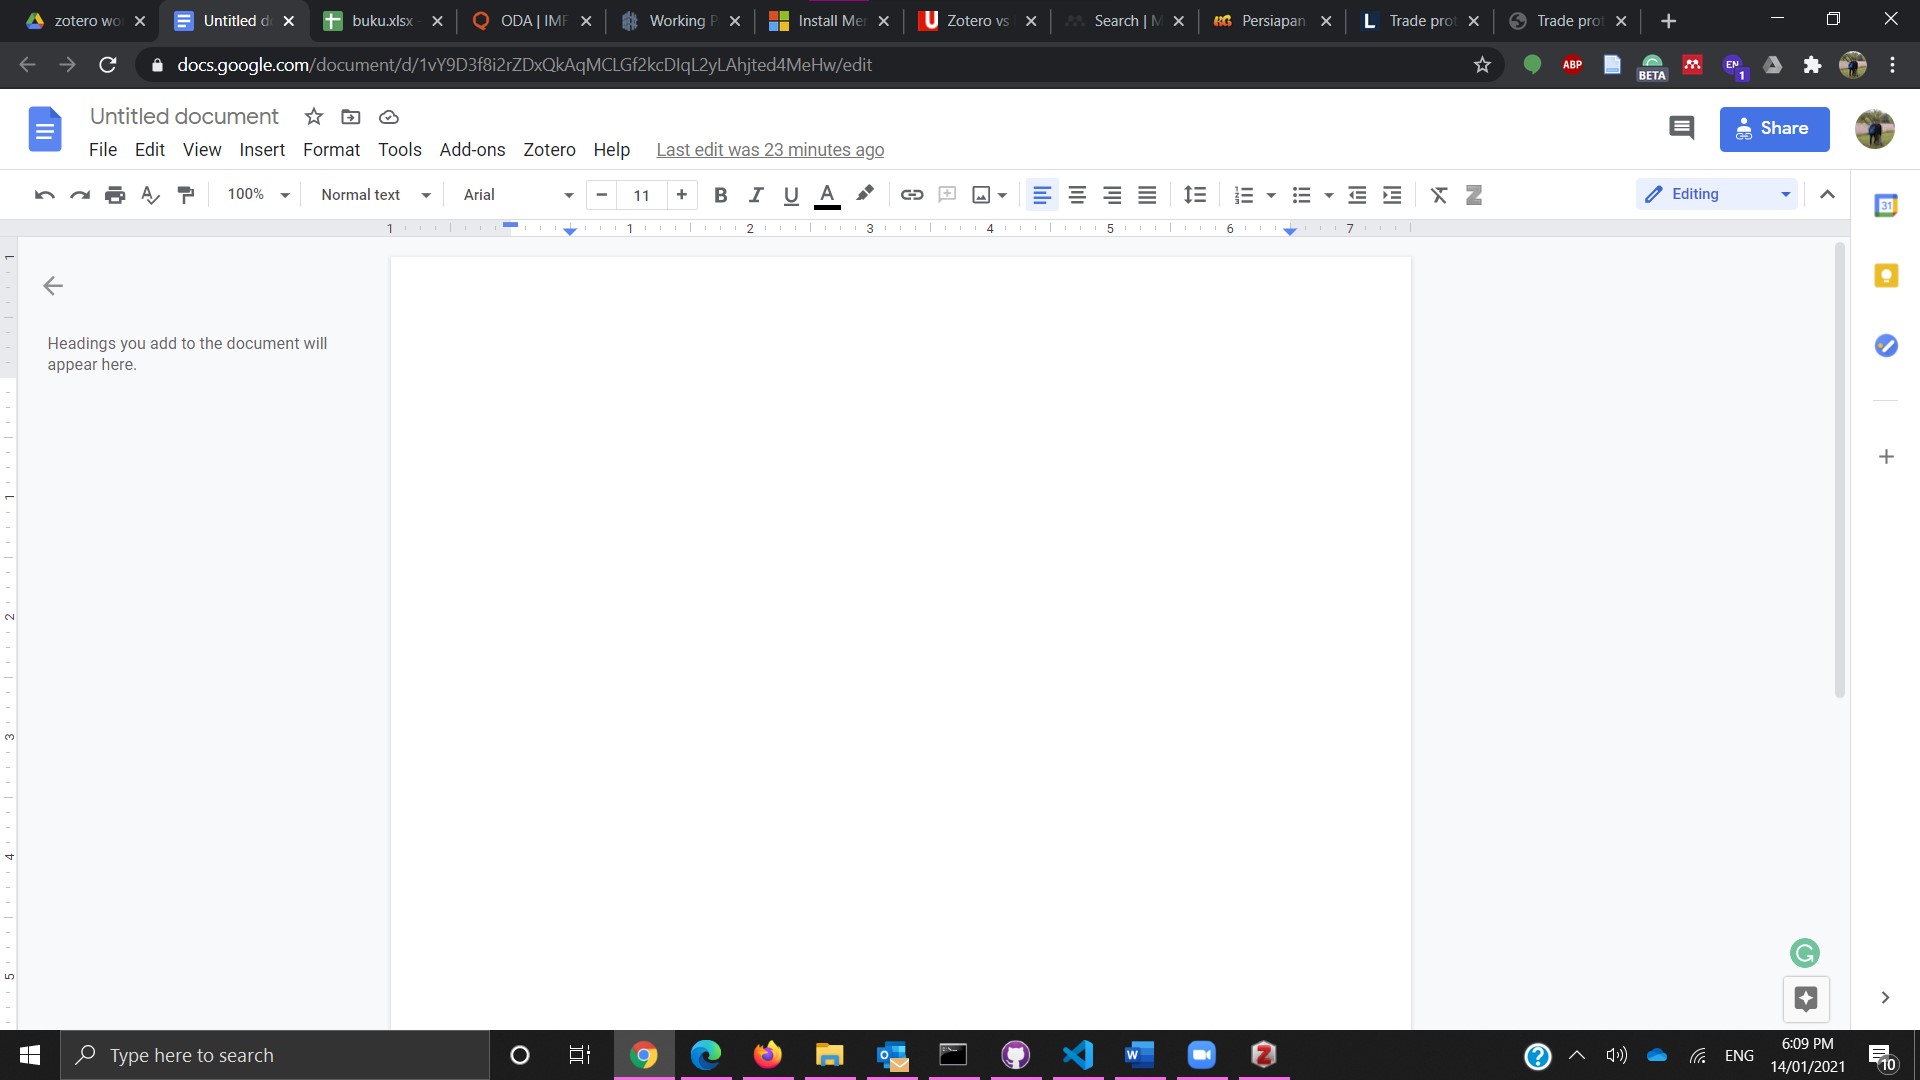 zotero wo
Untitled d
buku.xlsx
ODA | IMF
Working P
Install Mer
Zotero vs
Search | M
Persiapan
Trade prot
Trade prot
docs.google.com/document/d/1vY9D3f8i2rZDxQkAqMCLGf2kcDIqL2yLAhjted4MeHw/edit
ABP
BETA
EN
1
Untitled document
Share
File Edit View Insert Format Tools Add-ons Zotero Help Last edit was 23 minutes ago
100% Normal text Arial 11 B I U A Editing
31
1 1 2 3 4 5 6 7
1
Headings you add to the document will
appear here.
1
2
3
4
5
Type here to search
ENG
6:09 PM
14/01/2021
10